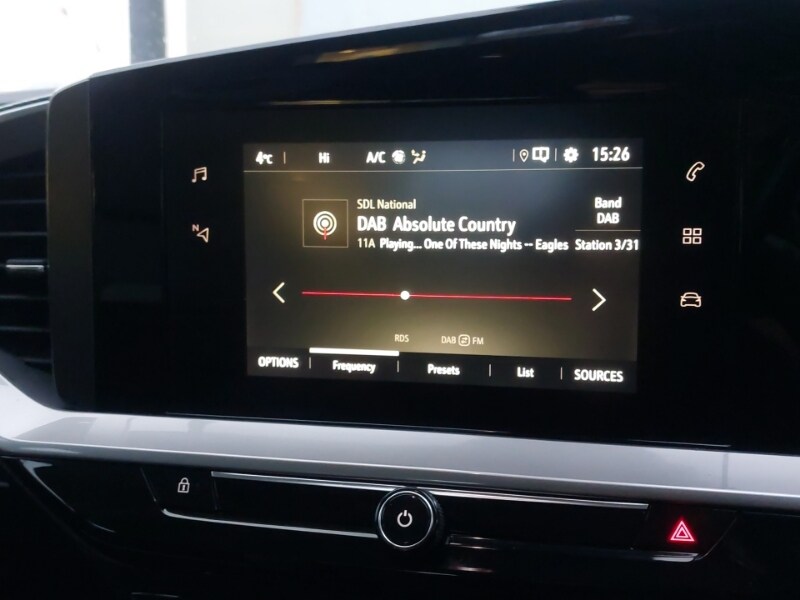 4°C Hi A/C 15:26
N
SDL National
DAB Absolute Country
11A Playing... One Of These Nights -- Eagles
Band
DAB
Station 3/31
RDS DAB FM
OPTIONS Frequency Presets List SOURCES